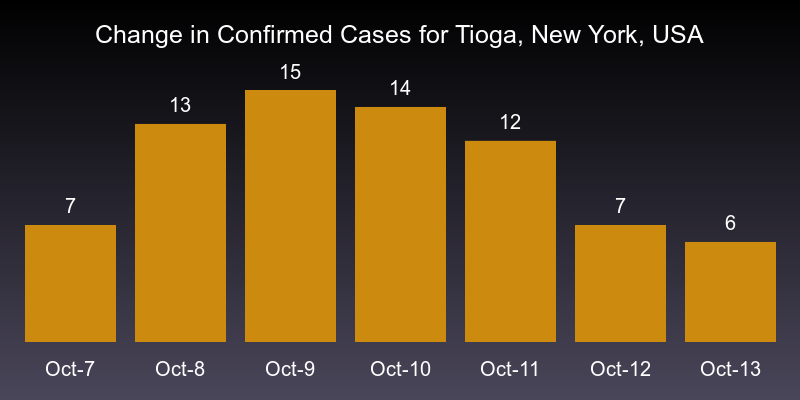 Change in Confirmed Cases for Tioga, New York, USA
7
13
15
14
12
7
6
Oct-7
Oct-8
Oct-9
Oct-10
Oct-11
Oct-12
Oct-13